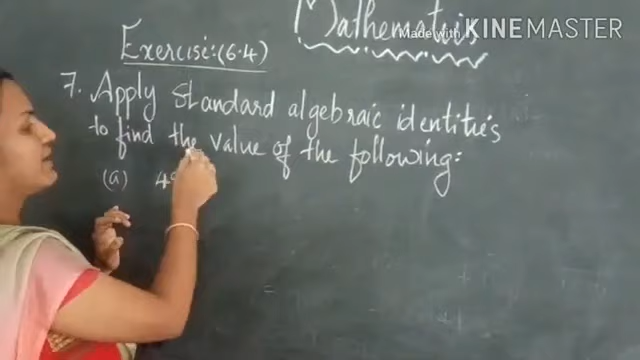 Mathematics
Made with KINEMASTER
Exercise:(6.4)
7. Apply standard algebraic identities
to find the value of the following:
(a) 49